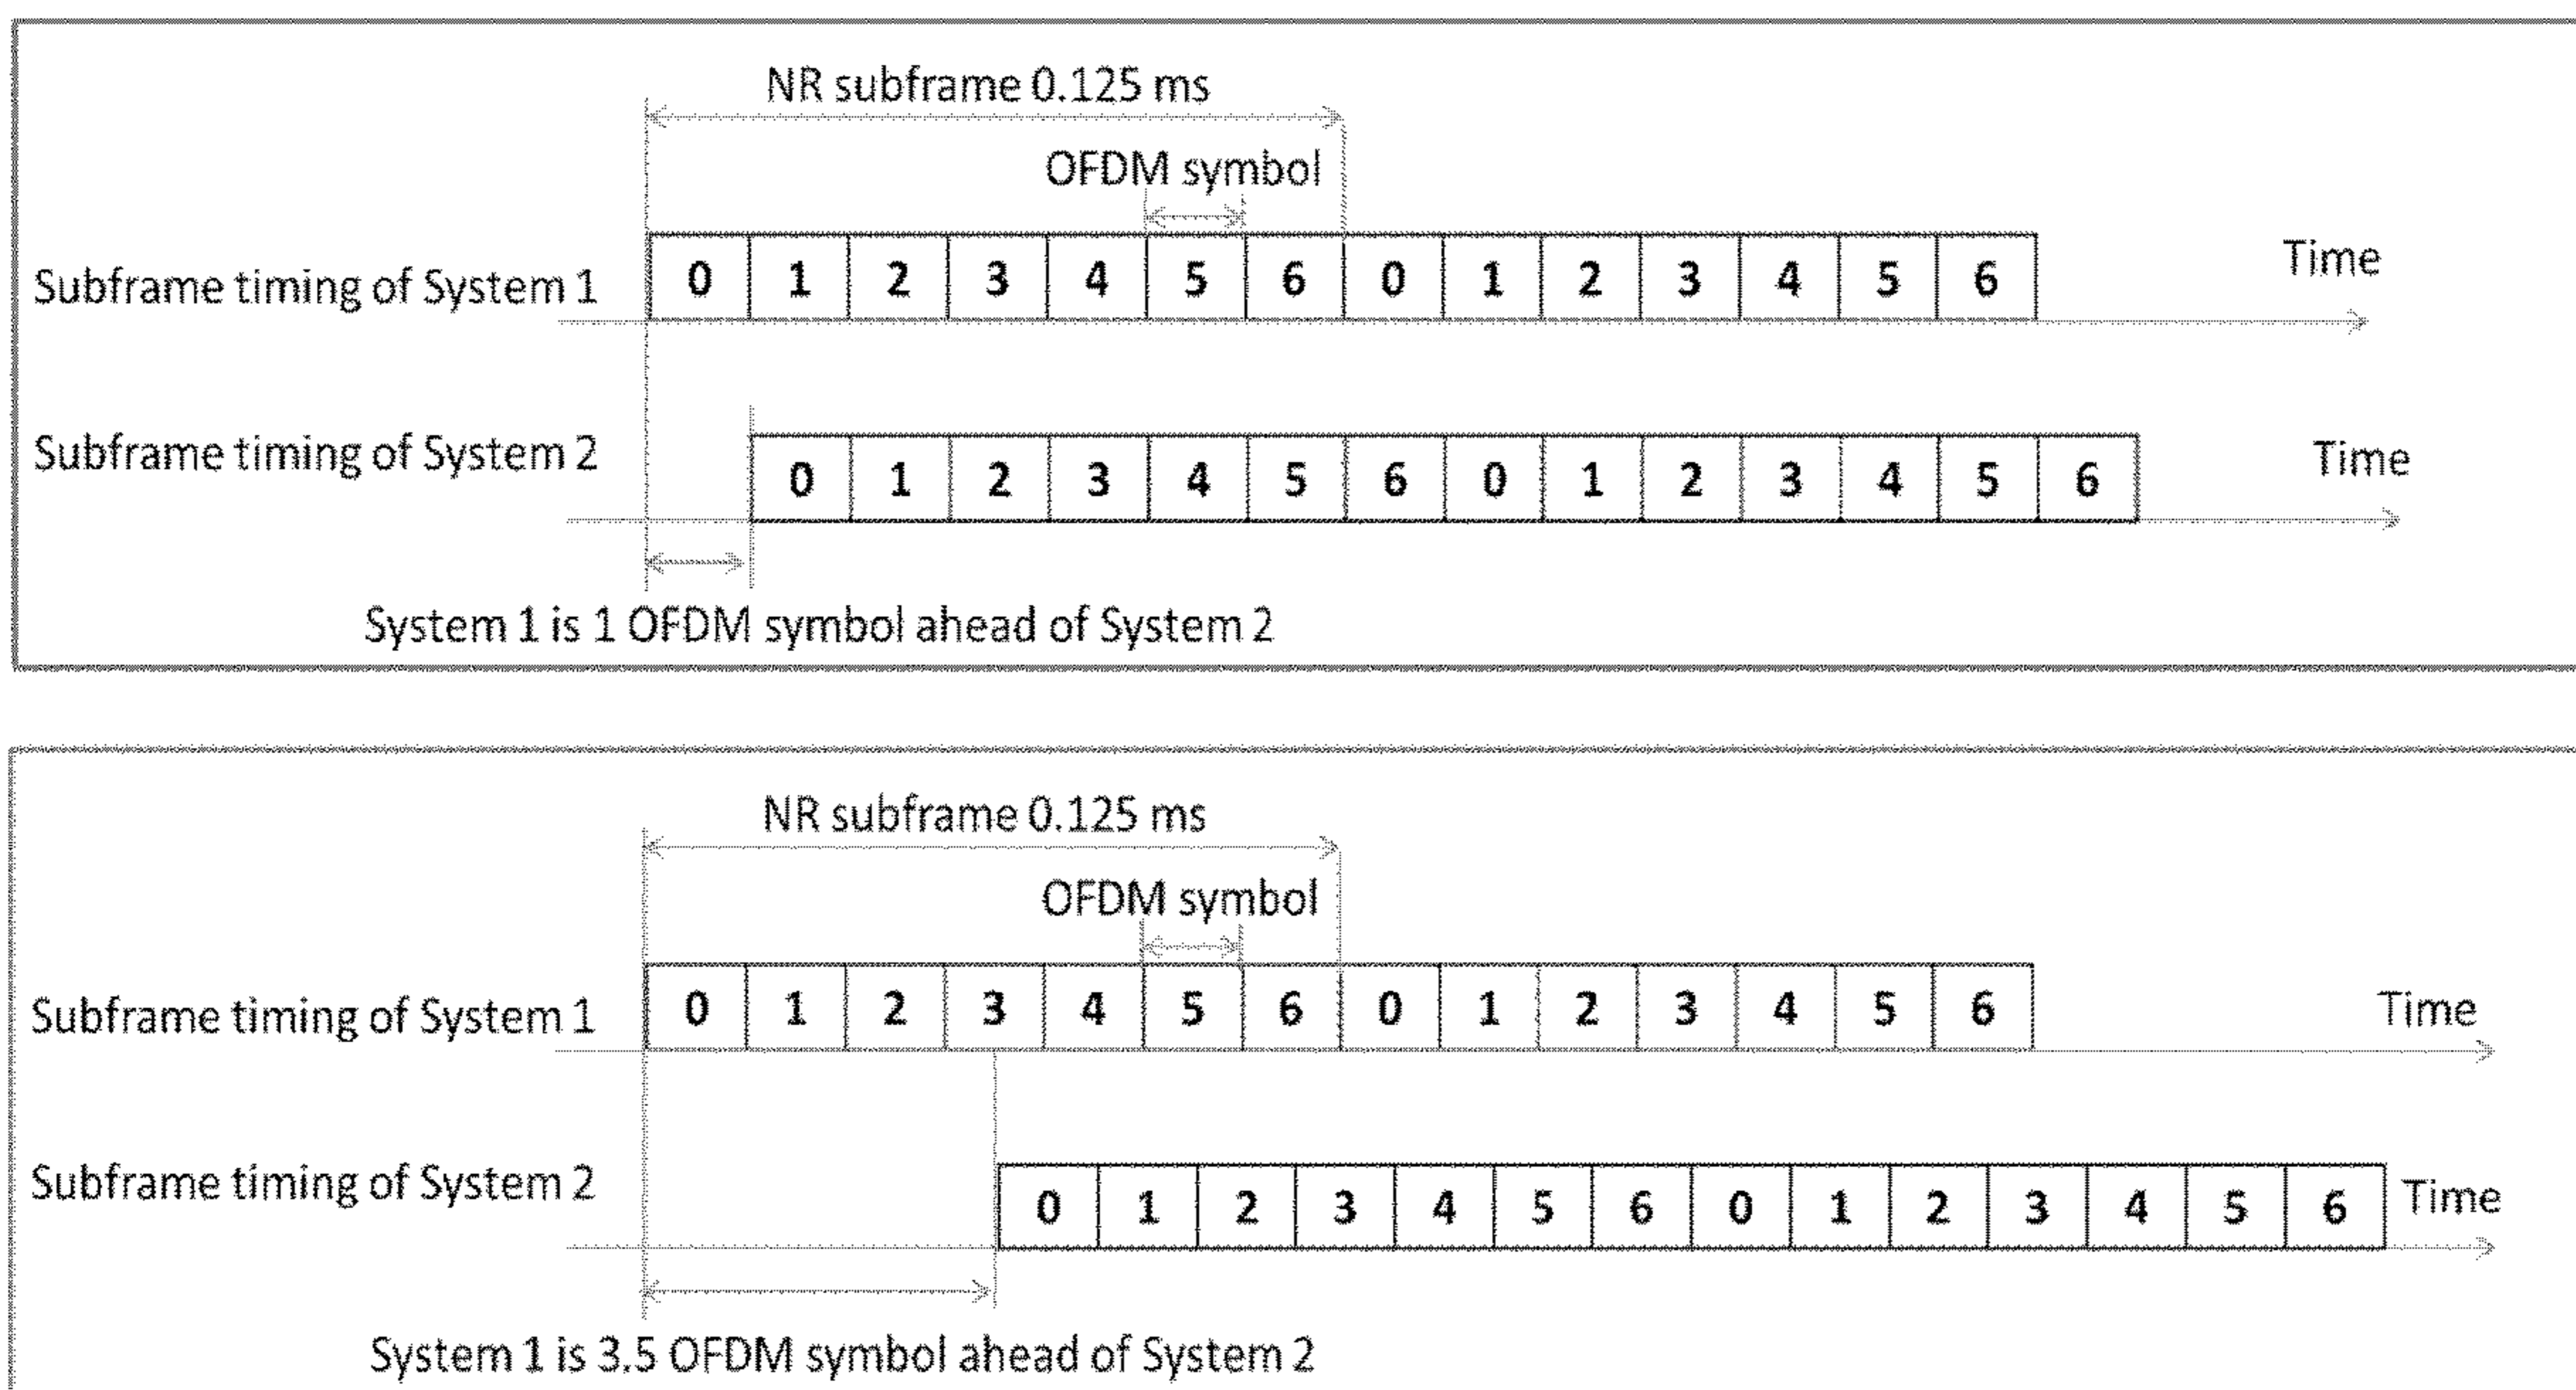 NR subframe 0.125 ms
OFDM symbol
Subframe timing of System 1
0 1 2 3 4 5 6 0 1 2 3 4 5 6
Time
Subframe timing of System 2
0 1 2 3 4 5 6 0 1 2 3 4 5 6
Time
System 1 is 1 OFDM symbol ahead of System 2
NR subframe 0.125 ms
OFDM symbol
Subframe timing of System 1
0 1 2 3 4 5 6 0 1 2 3 4 5 6
Time
Subframe timing of System 2
0 1 2 3 4 5 6 0 1 2 3 4 5 6
Time
System 1 is 3.5 OFDM symbol ahead of System 2